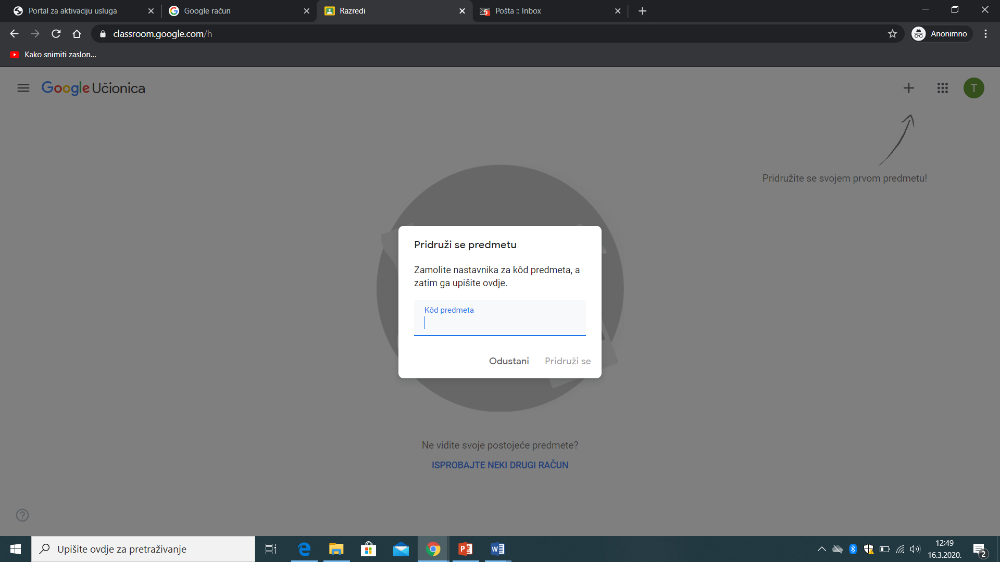 Portal za aktivaciju usluga
Google račun
Razredi
Pošta :: Inbox
classroom.google.com/h
Anonimno
Kako snimiti zaslon...
Google Učionica
T
Pridružite se svojem prvom predmetu!
Pridruži se predmetu
Zamolite nastavnika za kôd predmeta, a
zatim ga upišite ovdje.
Kôd predmeta
Odustani
Pridruži se
Ne vidite svoje postojeće predmete?
ISPROBAJTE NEKI DRUGI RAČUN
Upišite ovdje za pretraživanje
12:49
16.3.2020.
2